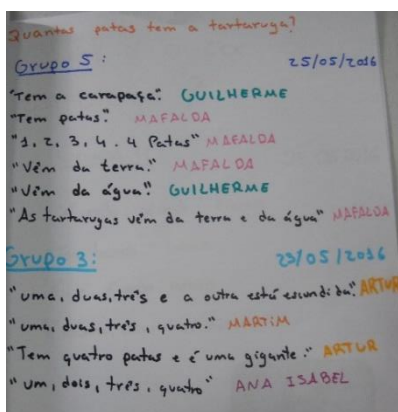 Quantas patas tem a tartaruga?
Grupo 5: 25/05/2016
"Tem a carapaça." GUILHERME
"Tem patas." MAFALDA
"1, 2, 3, 4. 4 Patas" MAFALDA
"Vêm da terra." MAFALDA
"Vêm da água." GUILHERME
"As tartarugas vêm da terra e da água" MAFALDA
Grupo 3: 23/05/2016
"uma, duas, três e a outra está escondida." ARTUR
"uma, duas, três, quatro." MARTIM
"Tem quatro patas e é uma gigante." ARTUR
"um, dois, três, quatro" ANA ISABEL